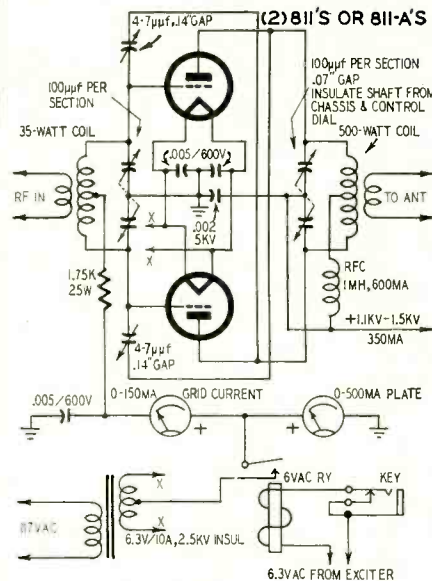 4-7µµf, .14" GAP
(2) 811'S OR 811-A'S
100µµf PER
SECTION
35-WATT COIL
100µµf PER SECTION
.07" GAP
INSULATE SHAFT FROM
CHASSIS & CONTROL
DIAL
500-WATT COIL
.005/600V
RF IN
TO ANT
X
X
.002
5KV
1.75K
25W
RFC
1MH, 600MA
+1.1KV-1.5KV
350MA
4-7µµf
.14" GAP
.005/600V
0-150MA
GRID CURRENT
0-500MA PLATE
+
+
X
X
6VAC RY
KEY
VAC
6.3V/10A, 2.5KV INSUL
6.3VAC FROM EXCITER